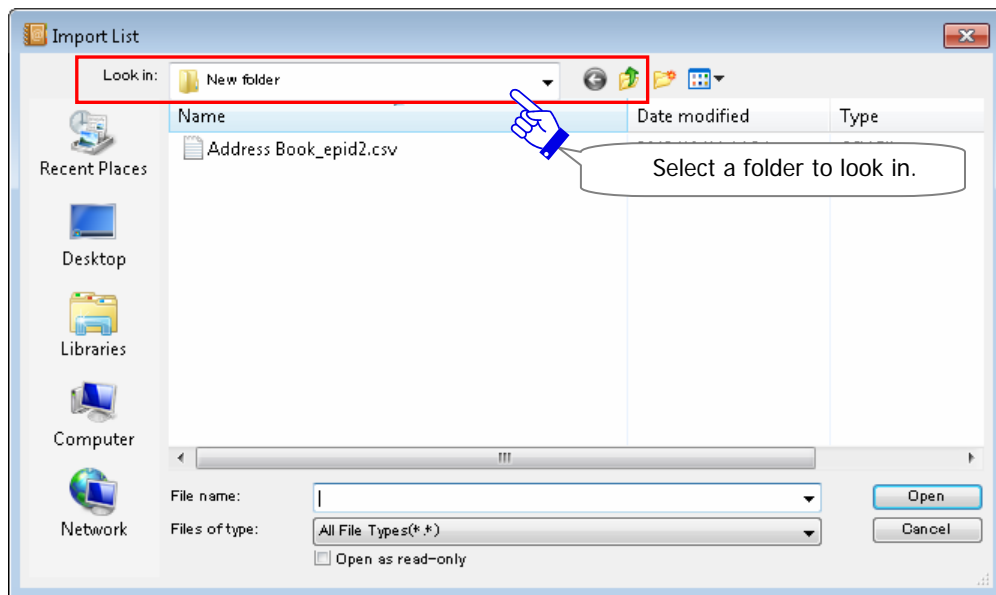 Import List
Look in: New folder
Name Date modified Type
Address Book_epid2.csv
Select a folder to look in.
Recent Places
Desktop
Libraries
Computer
Network
File name: Open
Files of type: All File Types(*.*) Cancel
Open as read-only